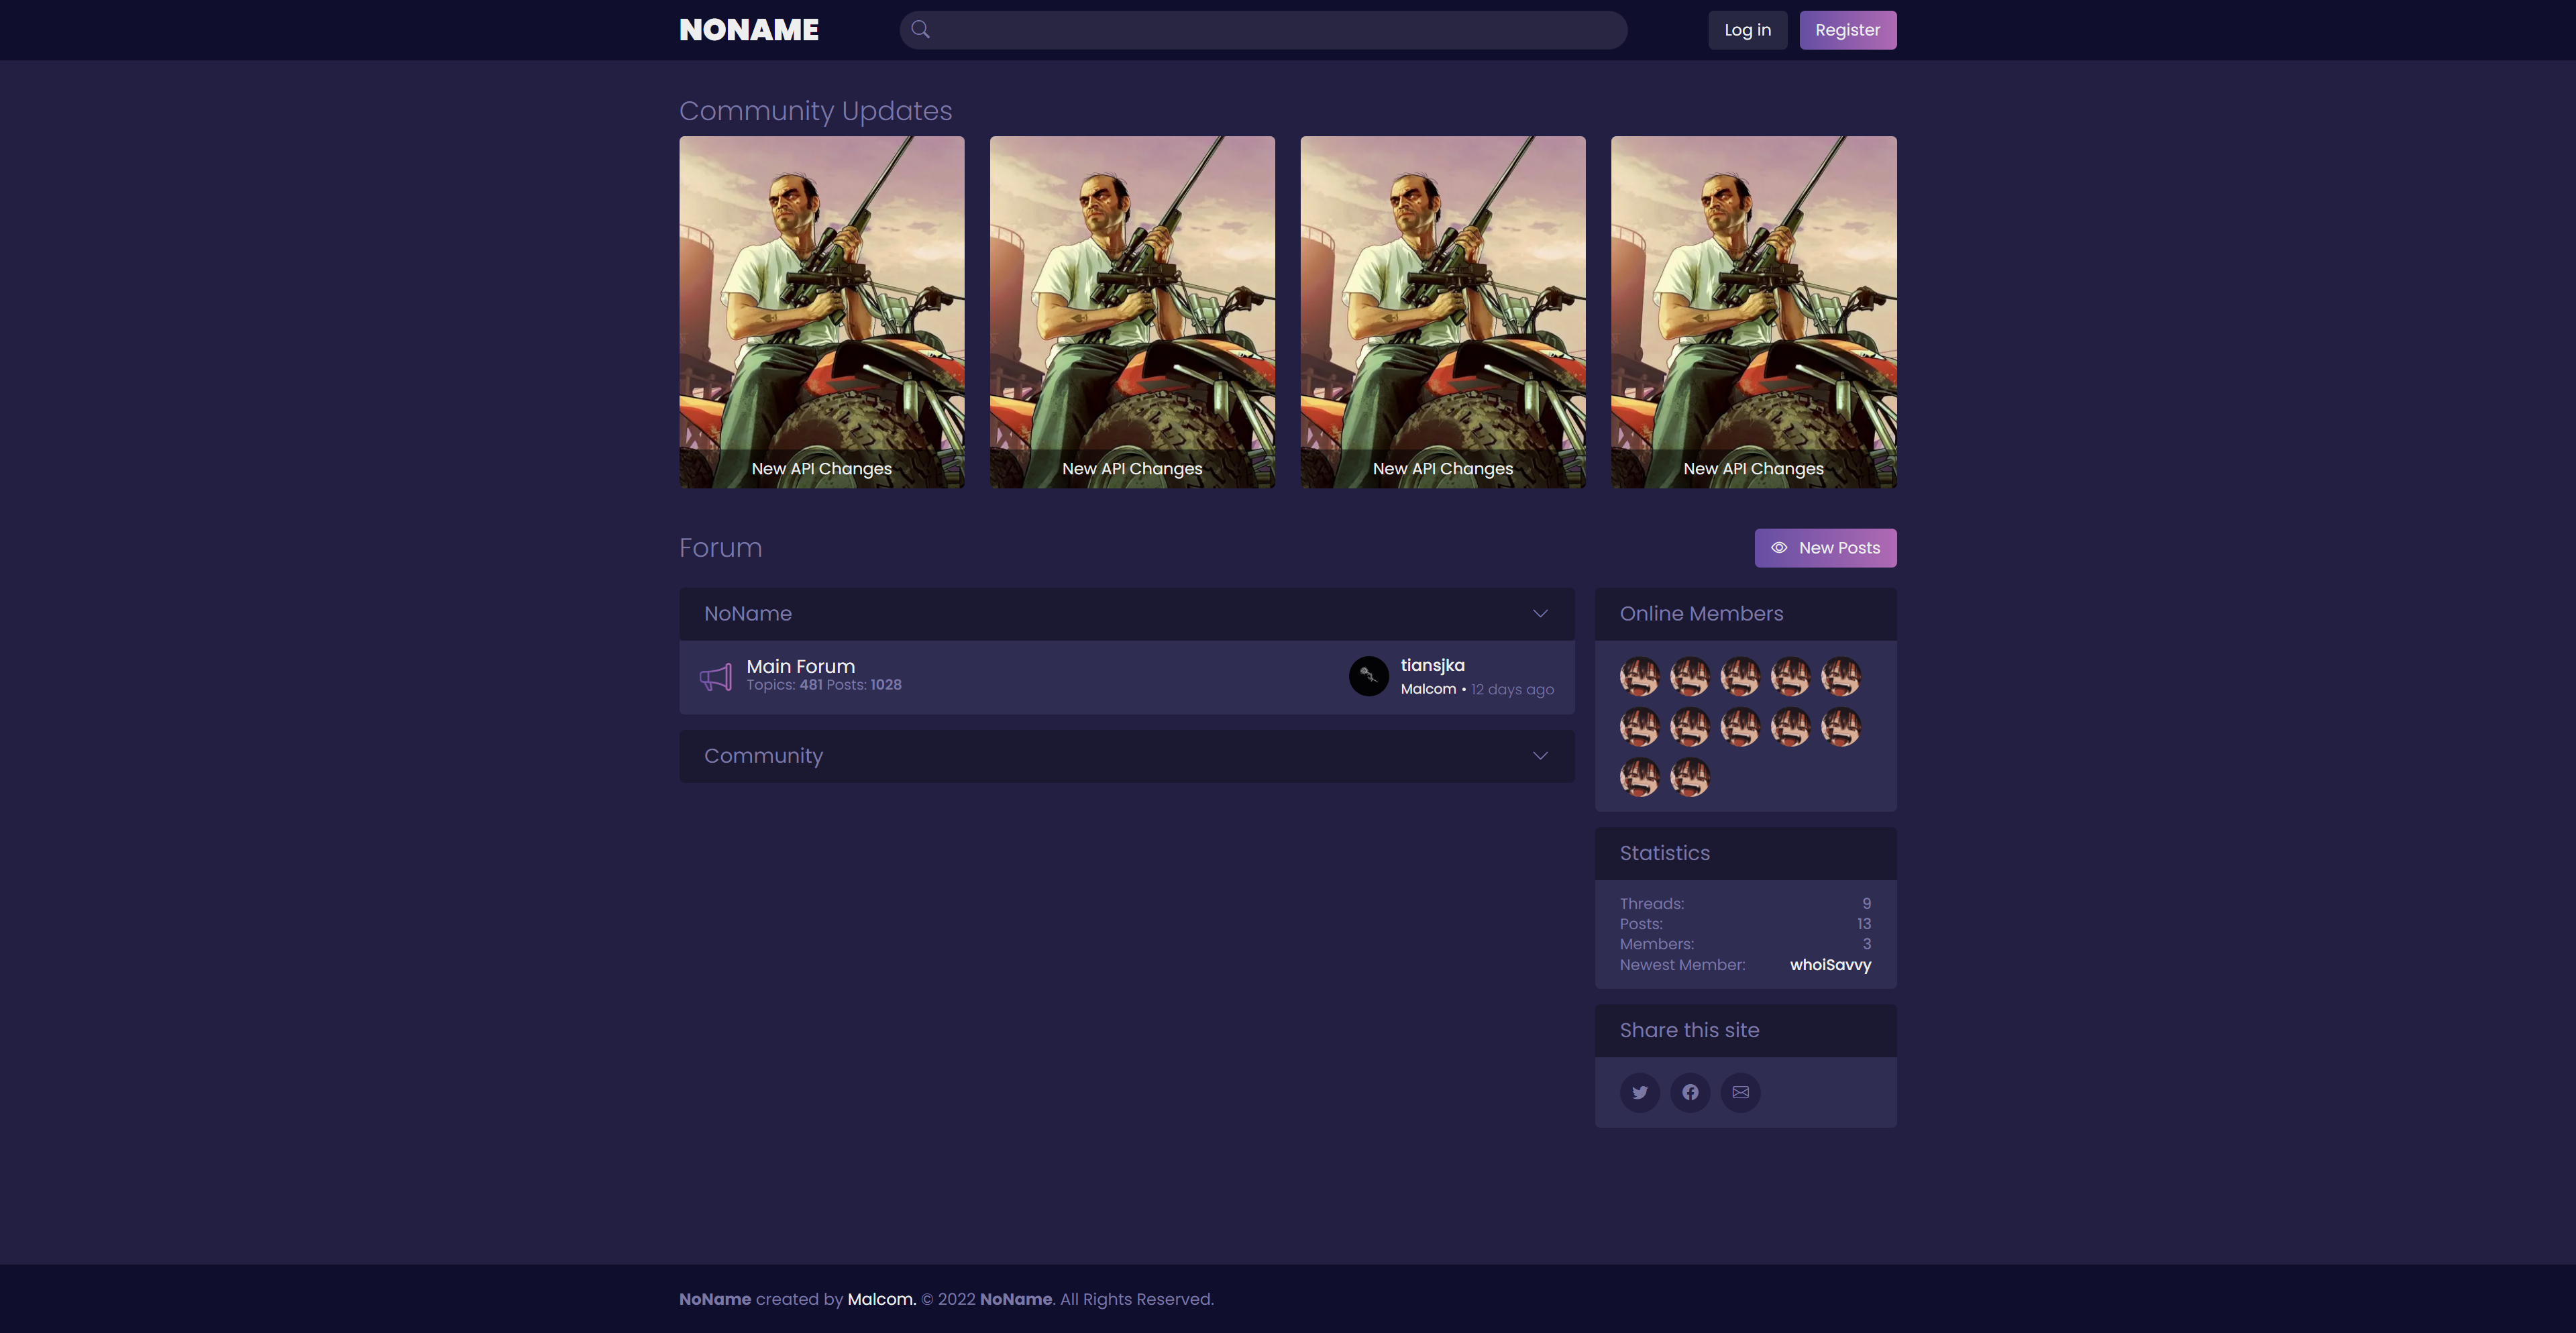 NONAME
Log in
Register
Community Updates
New API Changes
New API Changes
New API Changes
New API Changes
Forum
New Posts
NoName
Main Forum
Topics: 481 Posts: 1028
tiansjka
Malcom • 12 days ago
Community
Online Members
Statistics
Threads: 9
Posts: 13
Members: 3
Newest Member: whoiSavvy
Share this site
NoName created by Malcom. © 2022 NoName. All Rights Reserved.